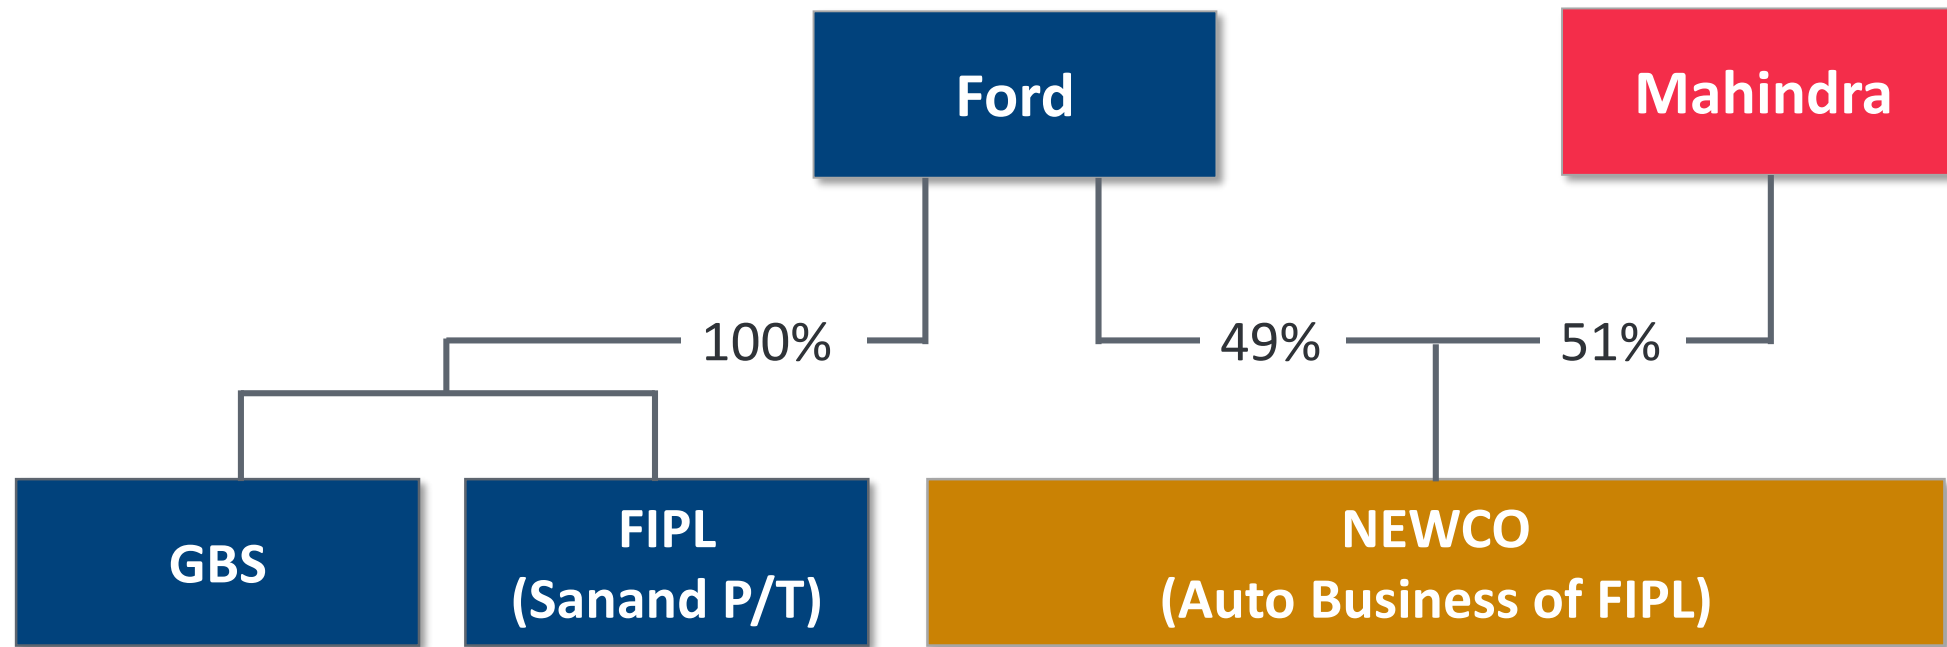 Ford
Mahindra
100%
49%
51%
GBS
FIPL
(Sanand P/T)
NEWCO
(Auto Business of FIPL)